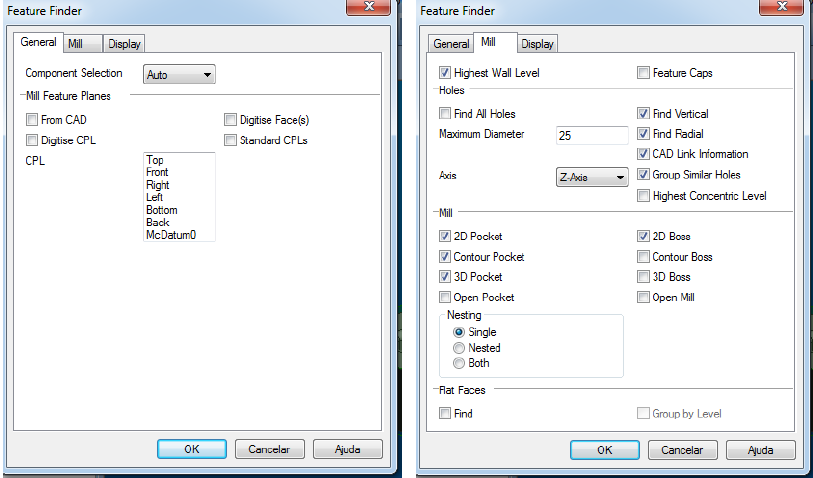 Feature Finder
General Mill Display
Component Selection Auto
Mill Feature Planes
From CAD Digitise Face(s)
Digitise CPL Standard CPLs
CPL Top
Front
Right
Left
Bottom
Back
McDatum0
OK Cancelar Ajuda
Feature Finder
General Mill Display
Highest Wall Level Feature Caps
Holes
Find All Holes Find Vertical
Maximum Diameter 25 Find Radial
CAD Link Information
Axis Z-Axis Group Similar Holes
Highest Concentric Level
Mill
2D Pocket 2D Boss
Contour Pocket Contour Boss
3D Pocket 3D Boss
Open Pocket Open Mill
Nesting
Single
Nested
Both
Flat Faces
Find Group by Level
OK Cancelar Ajuda